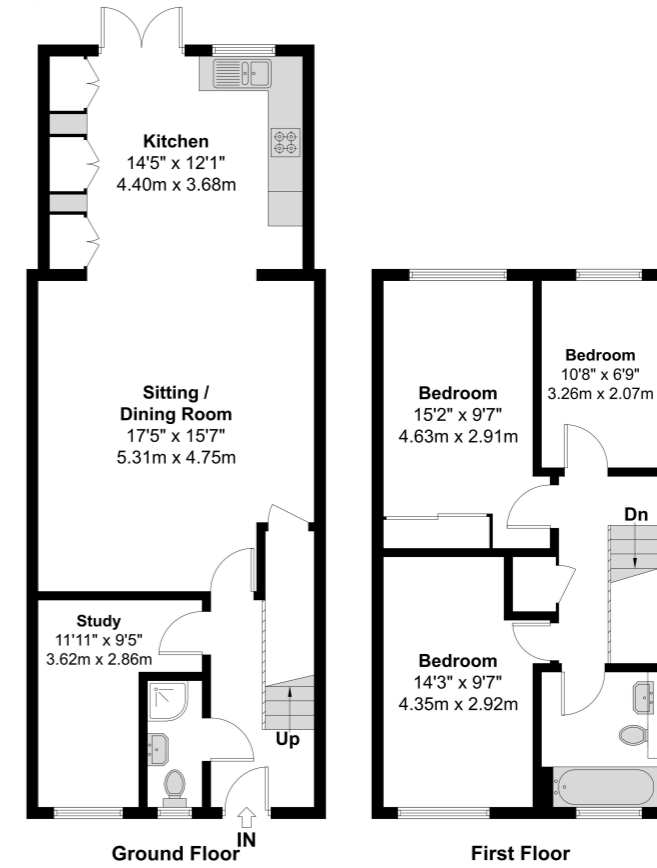 Kitchen
14'5" x 12'1"
4.40m x 3.68m
Sitting /
Dining Room
17'5" x 15'7"
5.31m x 4.75m
Study
11'11" x 9'5"
3.62m x 2.86m
Up
IN
Ground Floor
Bedroom
10'8" x 6'9"
3.26m x 2.07m
Bedroom
15'2" x 9'7"
4.63m x 2.91m
Dn
Bedroom
14'3" x 9'7"
4.35m x 2.92m
First Floor